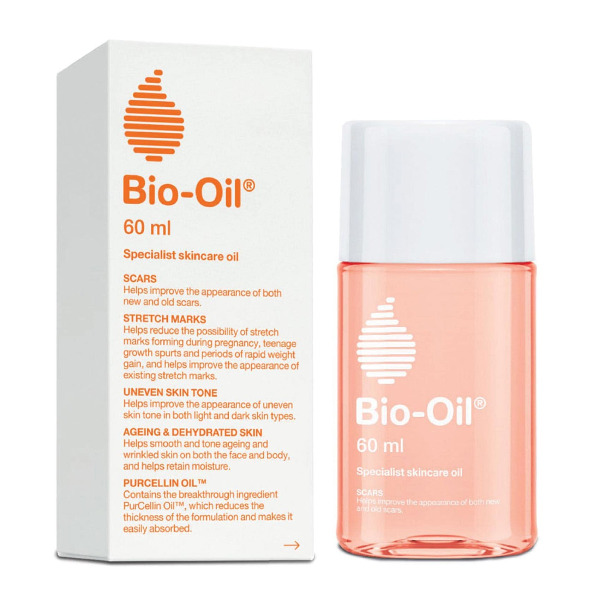 Bio-Oil®
60 ml
Specialist skincare oil
SCARS
Helps improve the appearance of both
new and old scars.
STRETCH MARKS
Helps reduce the possibility of stretch
marks forming during pregnancy, teenage
growth spurts and periods of rapid weight
gain, and helps improve the appearance of
existing stretch marks.
UNEVEN SKIN TONE
Helps improve the appearance of uneven
skin tone in both light and dark skin types.
AGEING & DEHYDRATED SKIN
Helps smooth and tone ageing and
wrinkled skin on both the face and body,
and helps retain moisture.
PURCELLIN OIL™
Contains the breakthrough ingredient
PurCellin Oil™, which reduces the
thickness of the formulation and makes it
easily absorbed.
Bio-Oil®
60 ml
Specialist skincare oil
SCARS
Helps improve the appearance of both new
and old scars.